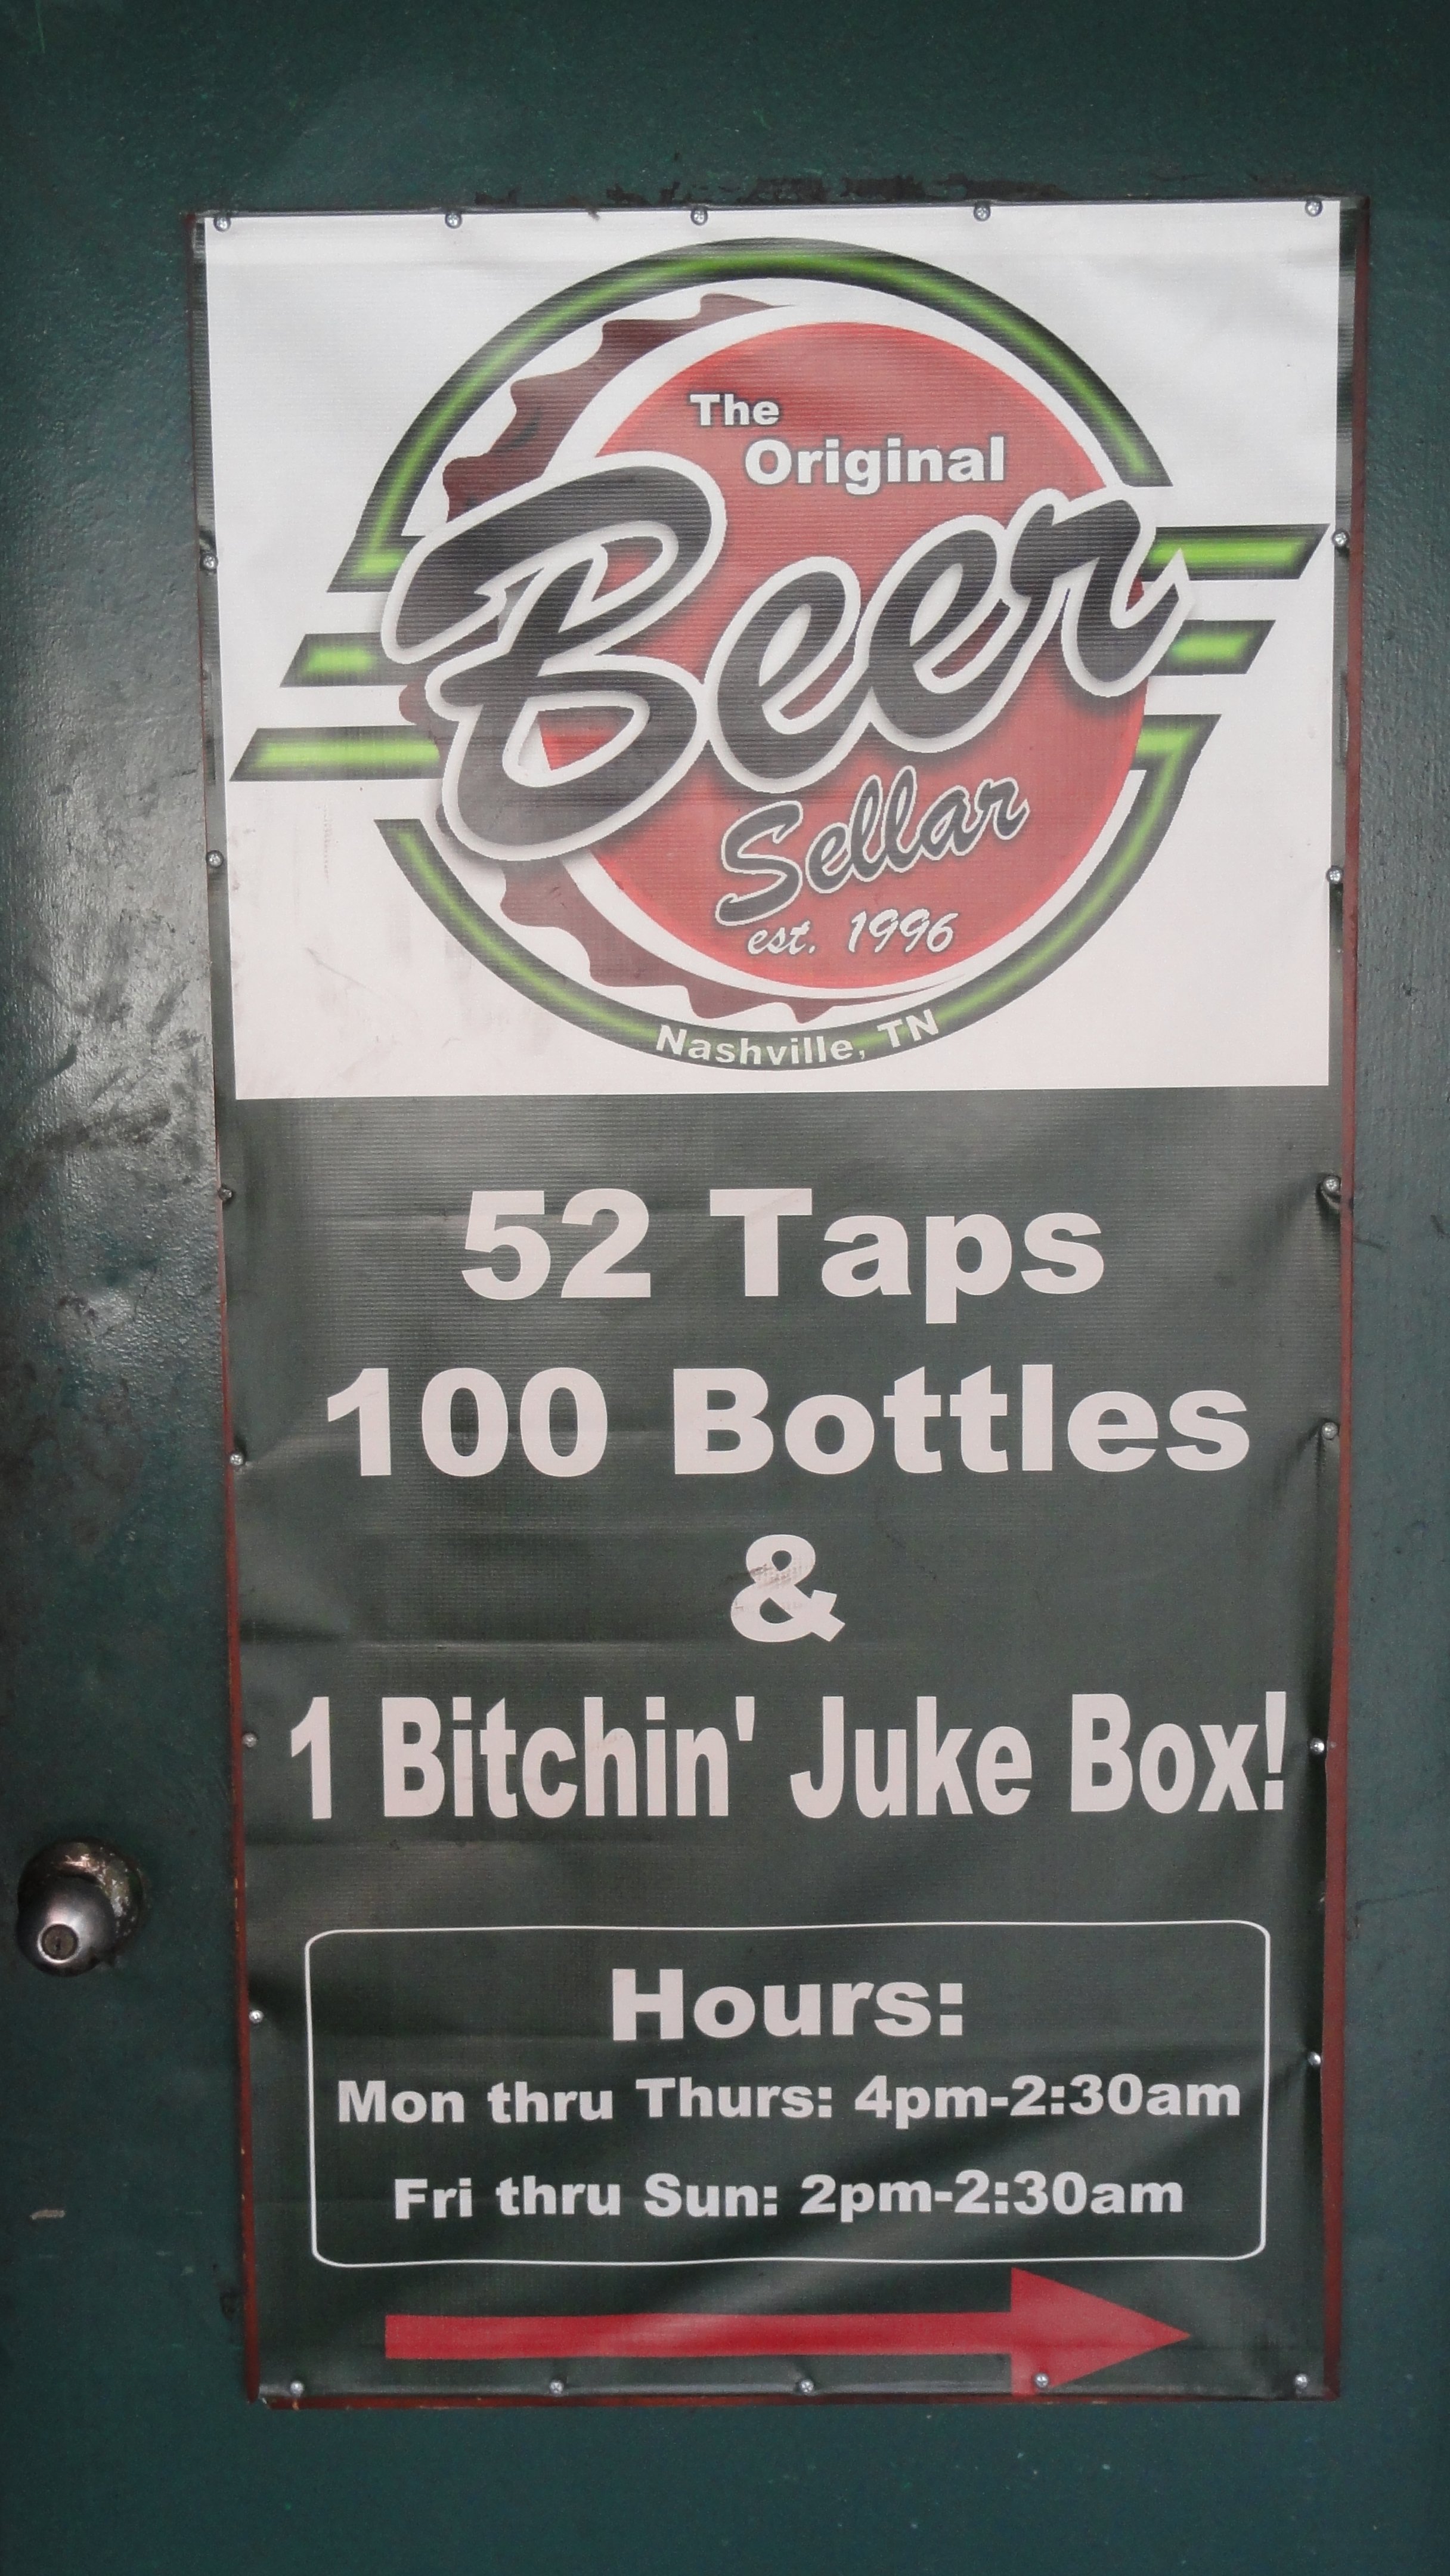 The
Original
Beer
Sellar
est. 1996
Nashville, TN
52 Taps
100 Bottles
&
1 Bitchin' Juke Box!
Hours:
Mon thru Thurs: 4pm-2:30am
Fri thru Sun: 2pm-2:30am